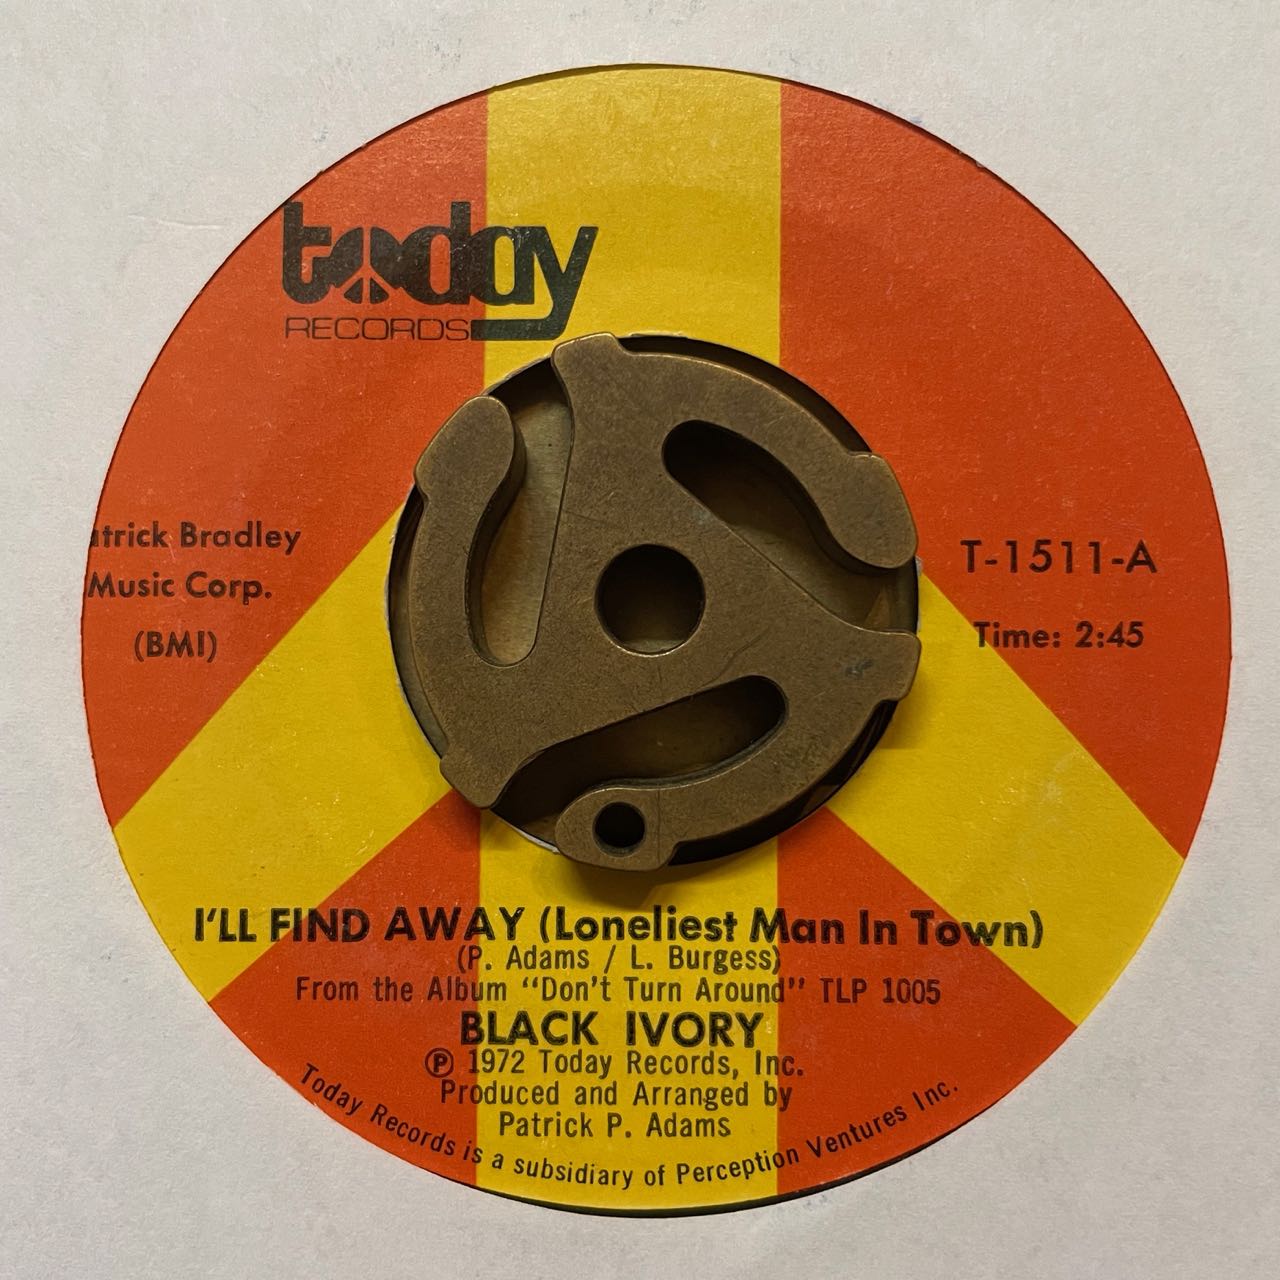 today
RECORDS
atrick Bradley
Music Corp.
(BMI)
T-1511-A
Time: 2:45
I'LL FIND AWAY (Loneliest Man In Town)
(P. Adams / L. Burgess)
From the Album "Don't Turn Around" TLP 1005
BLACK IVORY
℗ 1972 Today Records, Inc.
Produced and Arranged by
Patrick P. Adams
Today Records is a subsidiary of Perception Ventures Inc.